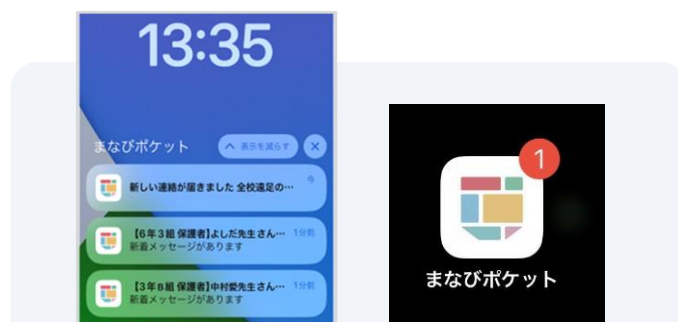 13:35
まなびポケット
表示を減らす
新しい連絡が届きました 全校遠足の…
今
【6年3組 保護者】よしだ先生さん…
1分前
新着メッセージがあります
【3年B組 保護者】中村愛先生さん…
1分前
新着メッセージがあります
1
まなびポケット